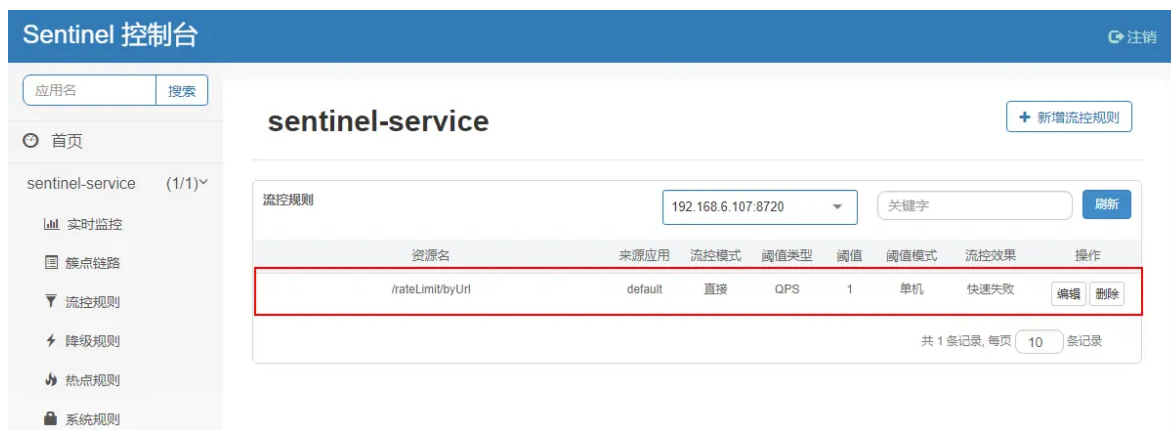 Sentinel 控制台
注销
应用名 搜索
首页
sentinel-service (1/1)
实时监控
簇点链路
流控规则
降级规则
热点规则
系统规则
sentinel-service
+ 新增流控规则
流控规则 192.168.6.107:8720 关键字 刷新
资源名 来源应用 流控模式 阈值类型 阈值 阈值模式 流控效果 操作
/rateLimit/byUrl default 直接 QPS 1 单机 快速失败 编辑 删除
共 1 条记录, 每页 10 条记录